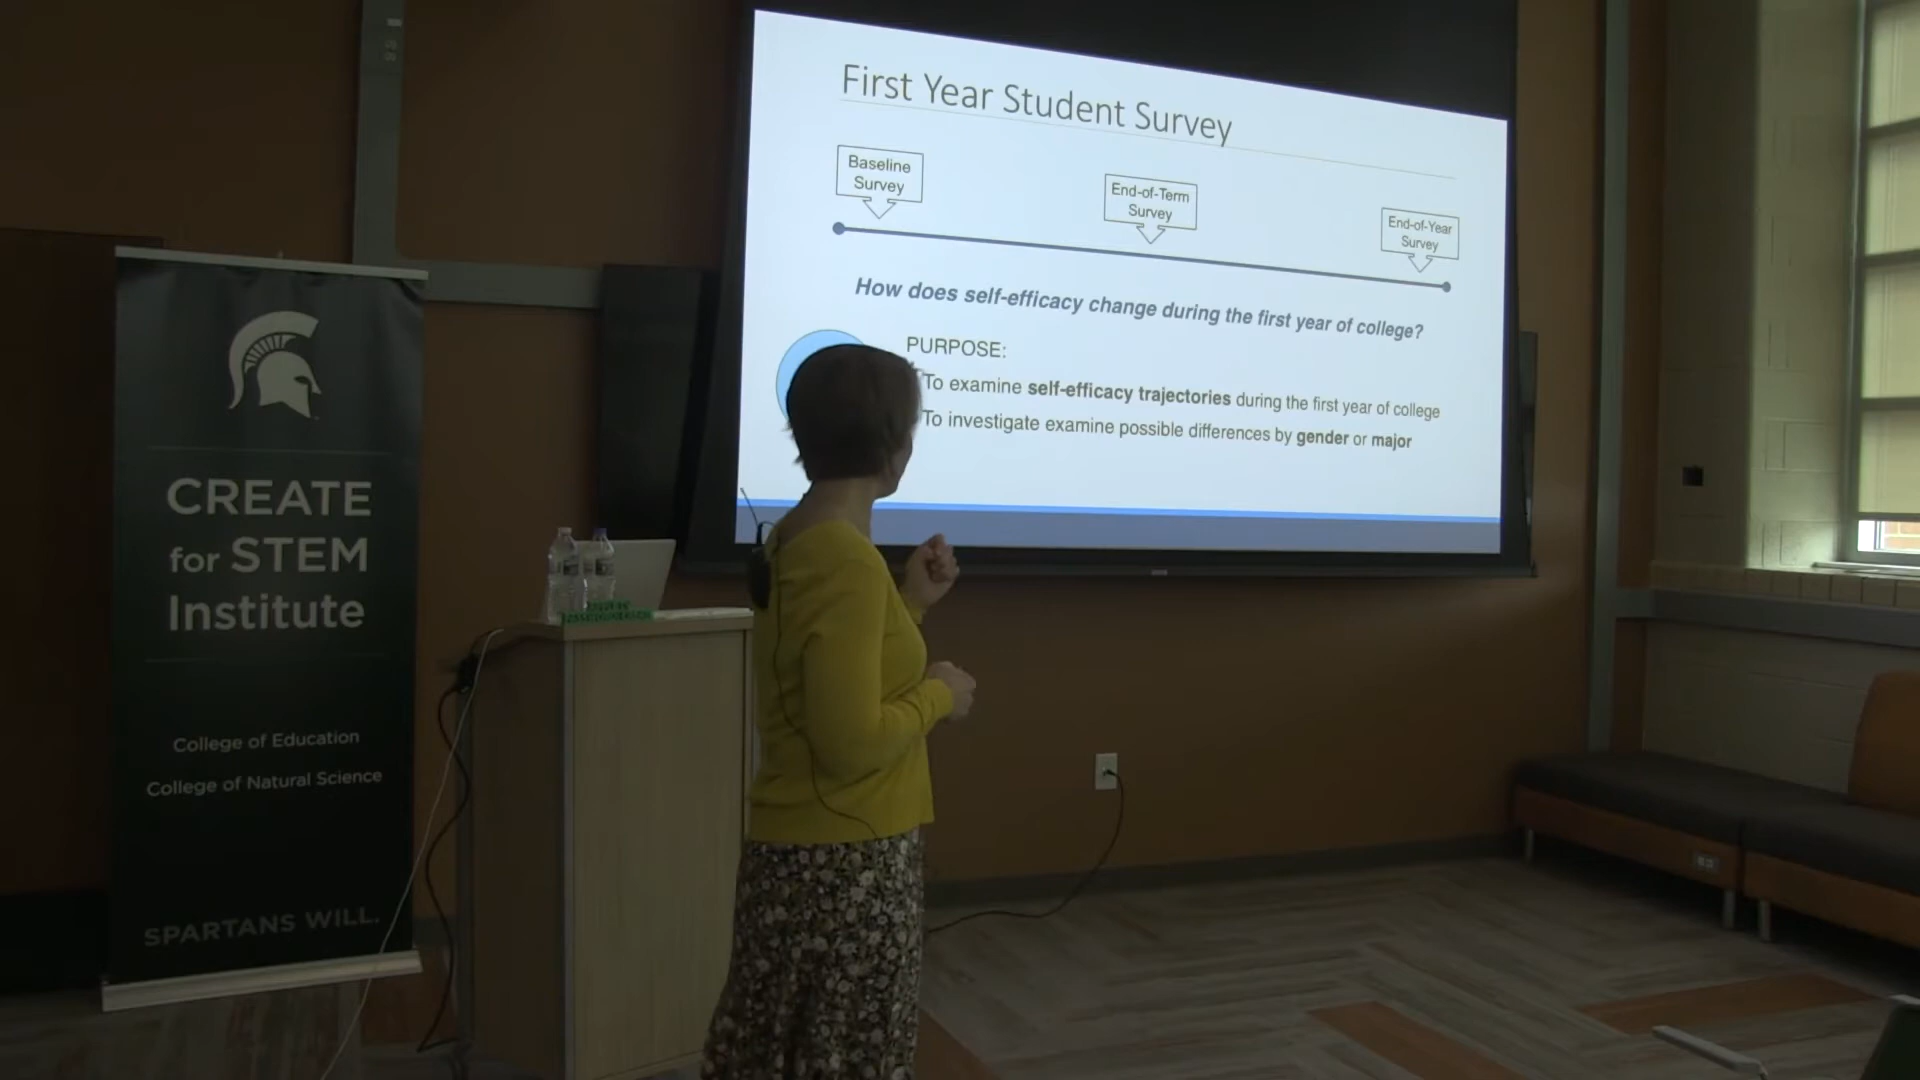 First Year Student Survey
Baseline
Survey
End-of-Term
Survey
End-of-Year
Survey
How does self-efficacy change during the first year of college?
PURPOSE:
To examine self-efficacy trajectories during the first year of college
To investigate examine possible differences by gender or major
CREATE
for STEM
Institute
College of Education
College of Natural Science
SPARTANS WILL.